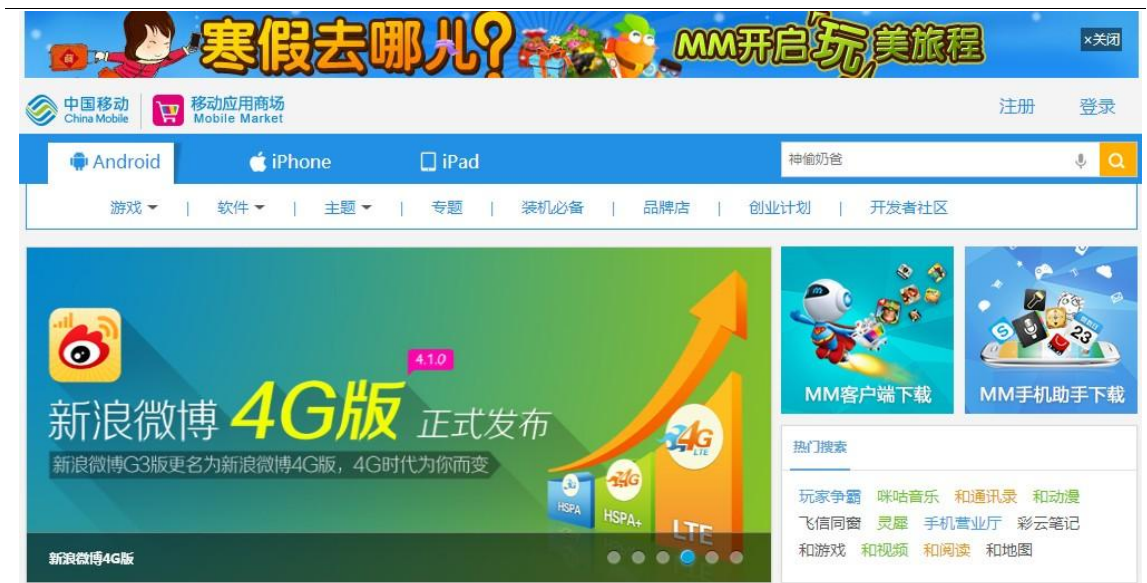 寒假去哪儿? MM开启玩美旅程 ×关闭
中国移动 移动应用商场 注册 登录
China Mobile Mobile Market
Android iPhone iPad 神偷奶爸
游戏 | 软件 | 主题 | 专题 | 装机必备 | 品牌店 | 创业计划 | 开发者社区
4.1.0
新浪微博 4G版 正式发布
新浪微博G3版更名为新浪微博4G版，4G时代为你而变
3G 4G 4G LTE
HSPA HSPA+ LTE
新浪微博4G版
23
MM客户端下载 MM手机助手下载
热门搜索
玩家争霸 咪咕音乐 和通讯录 和动漫
飞信同窗 灵犀 手机营业厅 彩云笔记
和游戏 和视频 和阅读 和地图